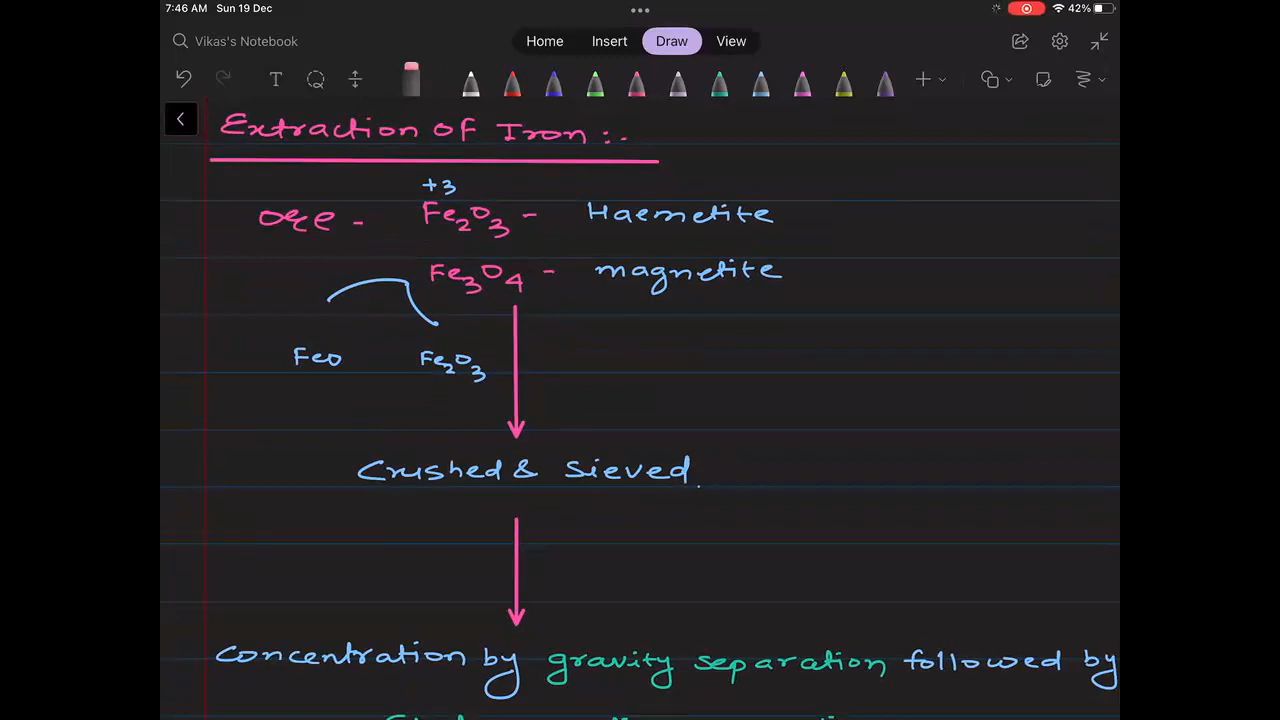 7:46 AM Sun 19 Dec
42%
Vikas's Notebook
Home Insert Draw View
Extraction of Iron :-
+3
Ore - Fe2O3 - Haemetite
Fe3O4 - magnetite
FeO Fe2O3
Crushed & Sieved.
Concentration by gravity separation followed by